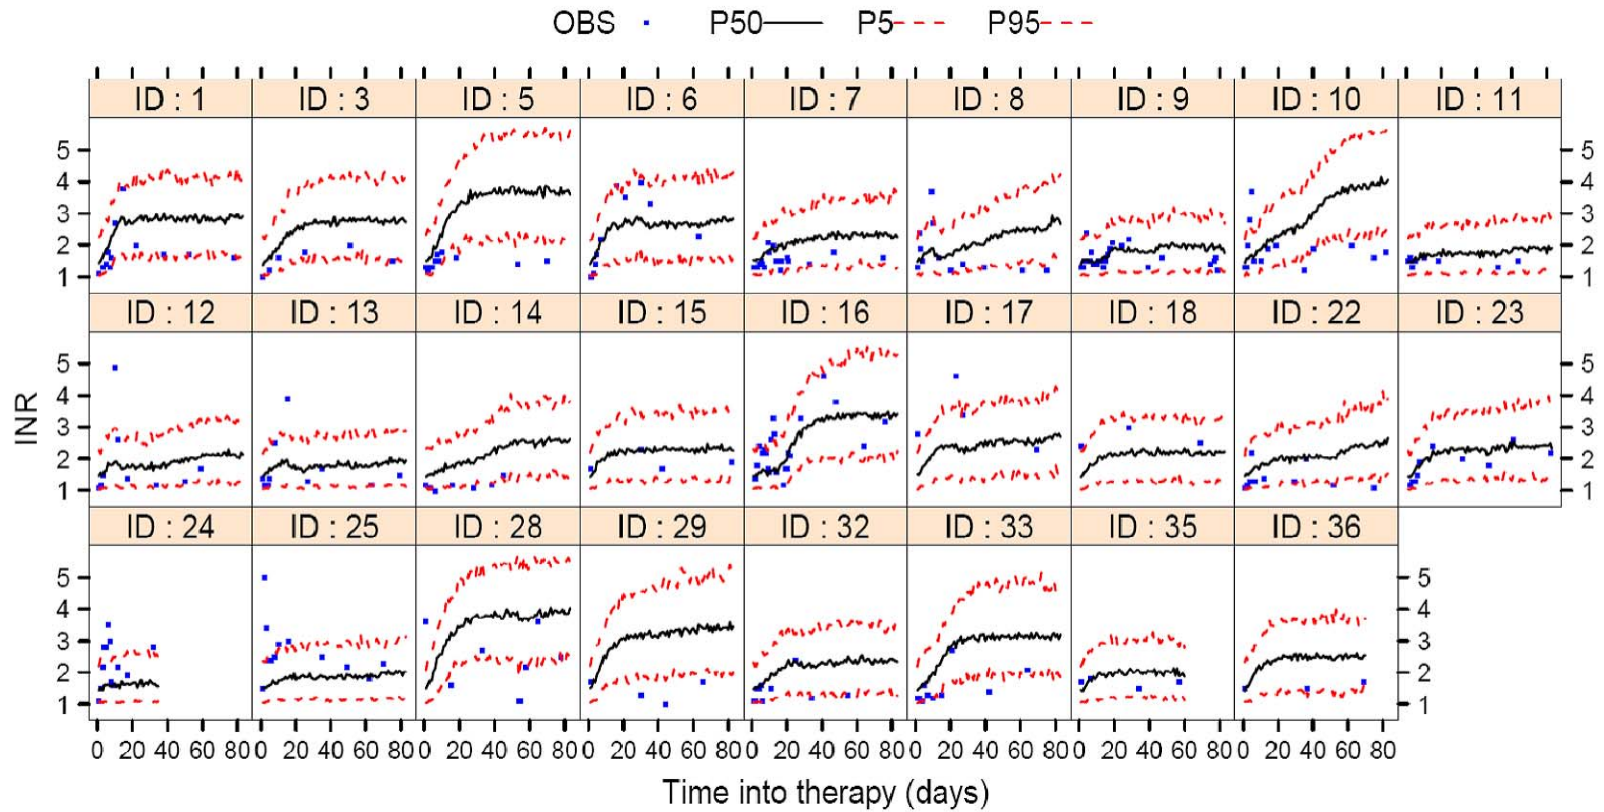 OBS P50 P5 P95
ID : 1 ID : 3 ID : 5 ID : 6 ID : 7 ID : 8 ID : 9 ID : 10 ID : 11
5 5
4 4
3 3
2 2
1 1
ID : 12 ID : 13 ID : 14 ID : 15 ID : 16 ID : 17 ID : 18 ID : 22 ID : 23
INR
5 5
4 4
3 3
2 2
1 1
ID : 24 ID : 25 ID : 28 ID : 29 ID : 32 ID : 33 ID : 35 ID : 36
5 5
4 4
3 3
2 2
1 1
0 20 40 60 80 0 20 40 60 80 0 20 40 60 80 0 20 40 60 80 0 20 40 60 80 0 20 40 60 80 0 20 40 60 80 0 20 40 60 80
Time into therapy (days)